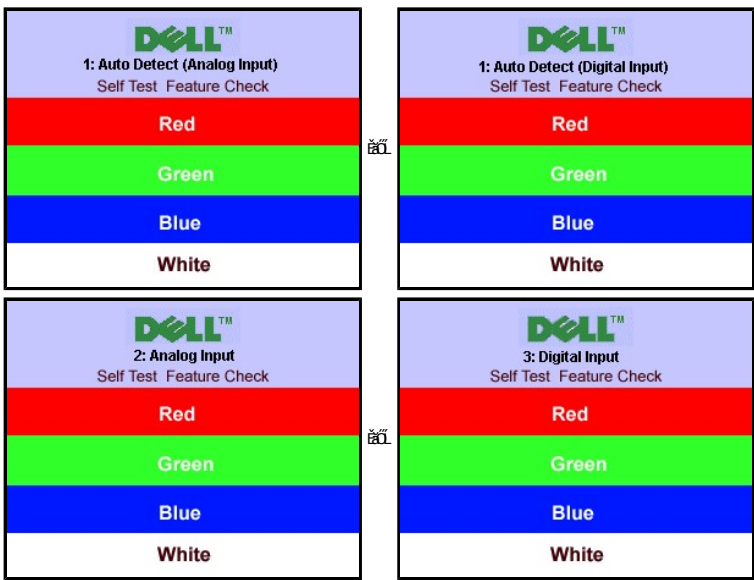 DELL™
1: Auto Detect (Analog Input)
Self Test Feature Check
Red
Green
Blue
White
DELL™
1: Auto Detect (Digital Input)
Self Test Feature Check
Red
Green
Blue
White
DELL™
2: Analog Input
Self Test Feature Check
Red
Green
Blue
White
DELL™
3: Digital Input
Self Test Feature Check
Red
Green
Blue
White